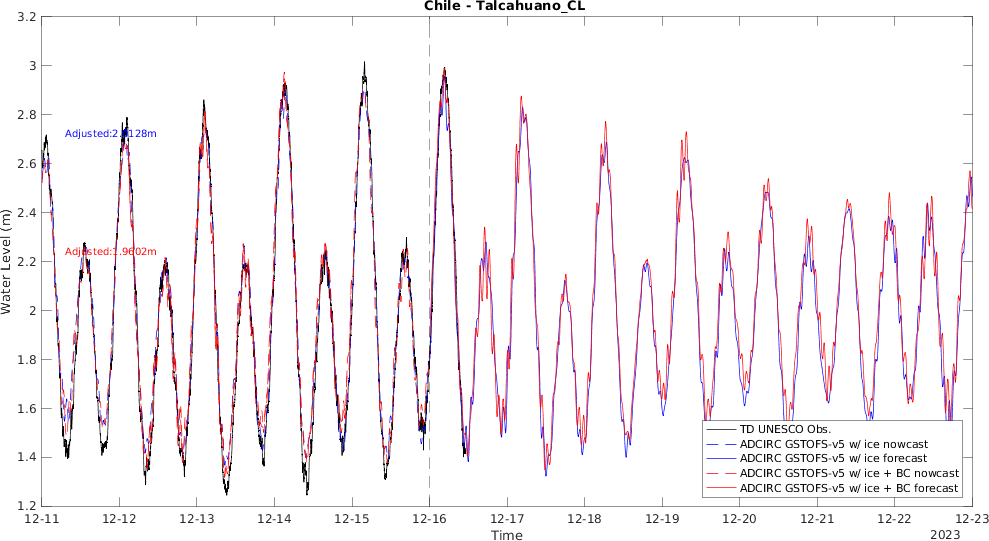 Chile - Talcahuano_CL
3.2
3
2.8
2.6
2.4
2.2
2
1.8
1.6
1.4
1.2
Water Level (m)
Adjusted:1.9602m
TD UNESCO Obs.
ADCIRC GSTOFS-v5 w/ ice nowcast
ADCIRC GSTOFS-v5 w/ ice forecast
ADCIRC GSTOFS-v5 w/ ice + BC nowcast
ADCIRC GSTOFS-v5 w/ ice + BC forecast
12-11 12-12 12-13 12-14 12-15 12-16 12-17 12-18 12-19 12-20 12-21 12-22 12-23
Time
2023